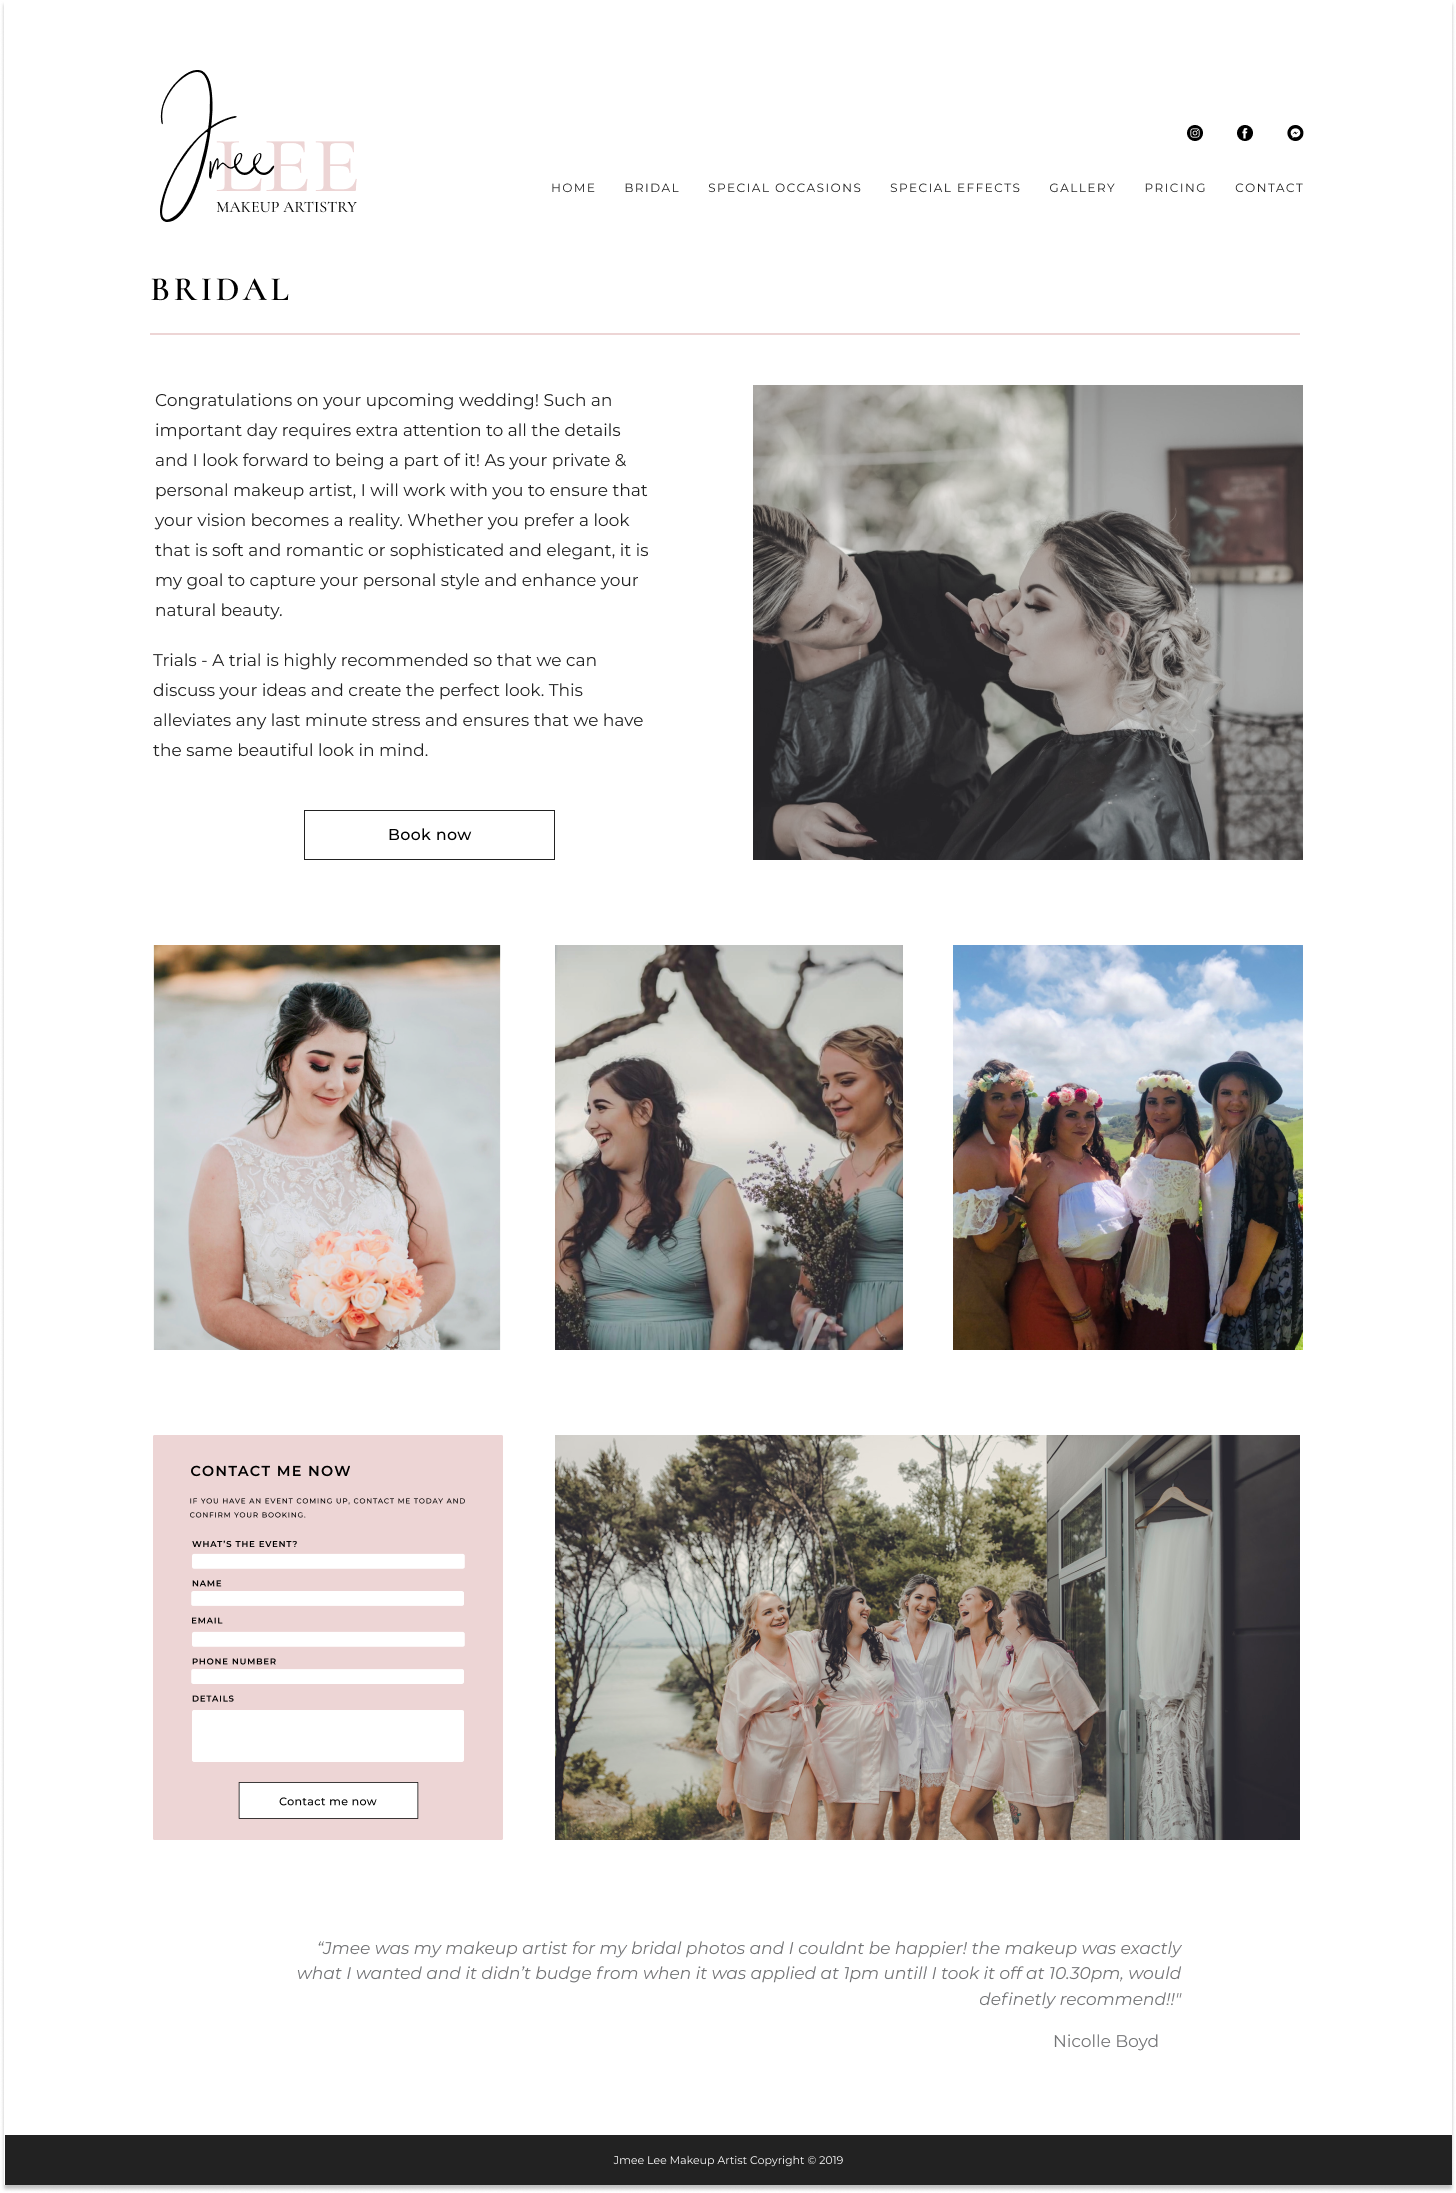 Jmee LEE
MAKEUP ARTISTRY
HOME BRIDAL SPECIAL OCCASIONS SPECIAL EFFECTS GALLERY PRICING CONTACT
BRIDAL
Congratulations on your upcoming wedding! Such an
important day requires extra attention to all the details
and I look forward to being a part of it! As your private &
personal makeup artist, I will work with you to ensure that
your vision becomes a reality. Whether you prefer a look
that is soft and romantic or sophisticated and elegant, it is
my goal to capture your personal style and enhance your
natural beauty.
Trials - A trial is highly recommended so that we can
discuss your ideas and create the perfect look. This
alleviates any last minute stress and ensures that we have
the same beautiful look in mind.
Book now
CONTACT ME NOW
IF YOU HAVE AN EVENT COMING UP, CONTACT ME TODAY AND
CONFIRM YOUR BOOKING.
WHAT'S THE EVENT?
NAME
EMAIL
PHONE NUMBER
DETAILS
Contact me now
“Jmee was my makeup artist for my bridal photos and I couldnt be happier! the makeup was exactly
what I wanted and it didn’t budge from when it was applied at 1pm untill I took it off at 10.30pm, would
definetly recommend!!"
Nicolle Boyd
Jmee Lee Makeup Artist Copyright © 2019